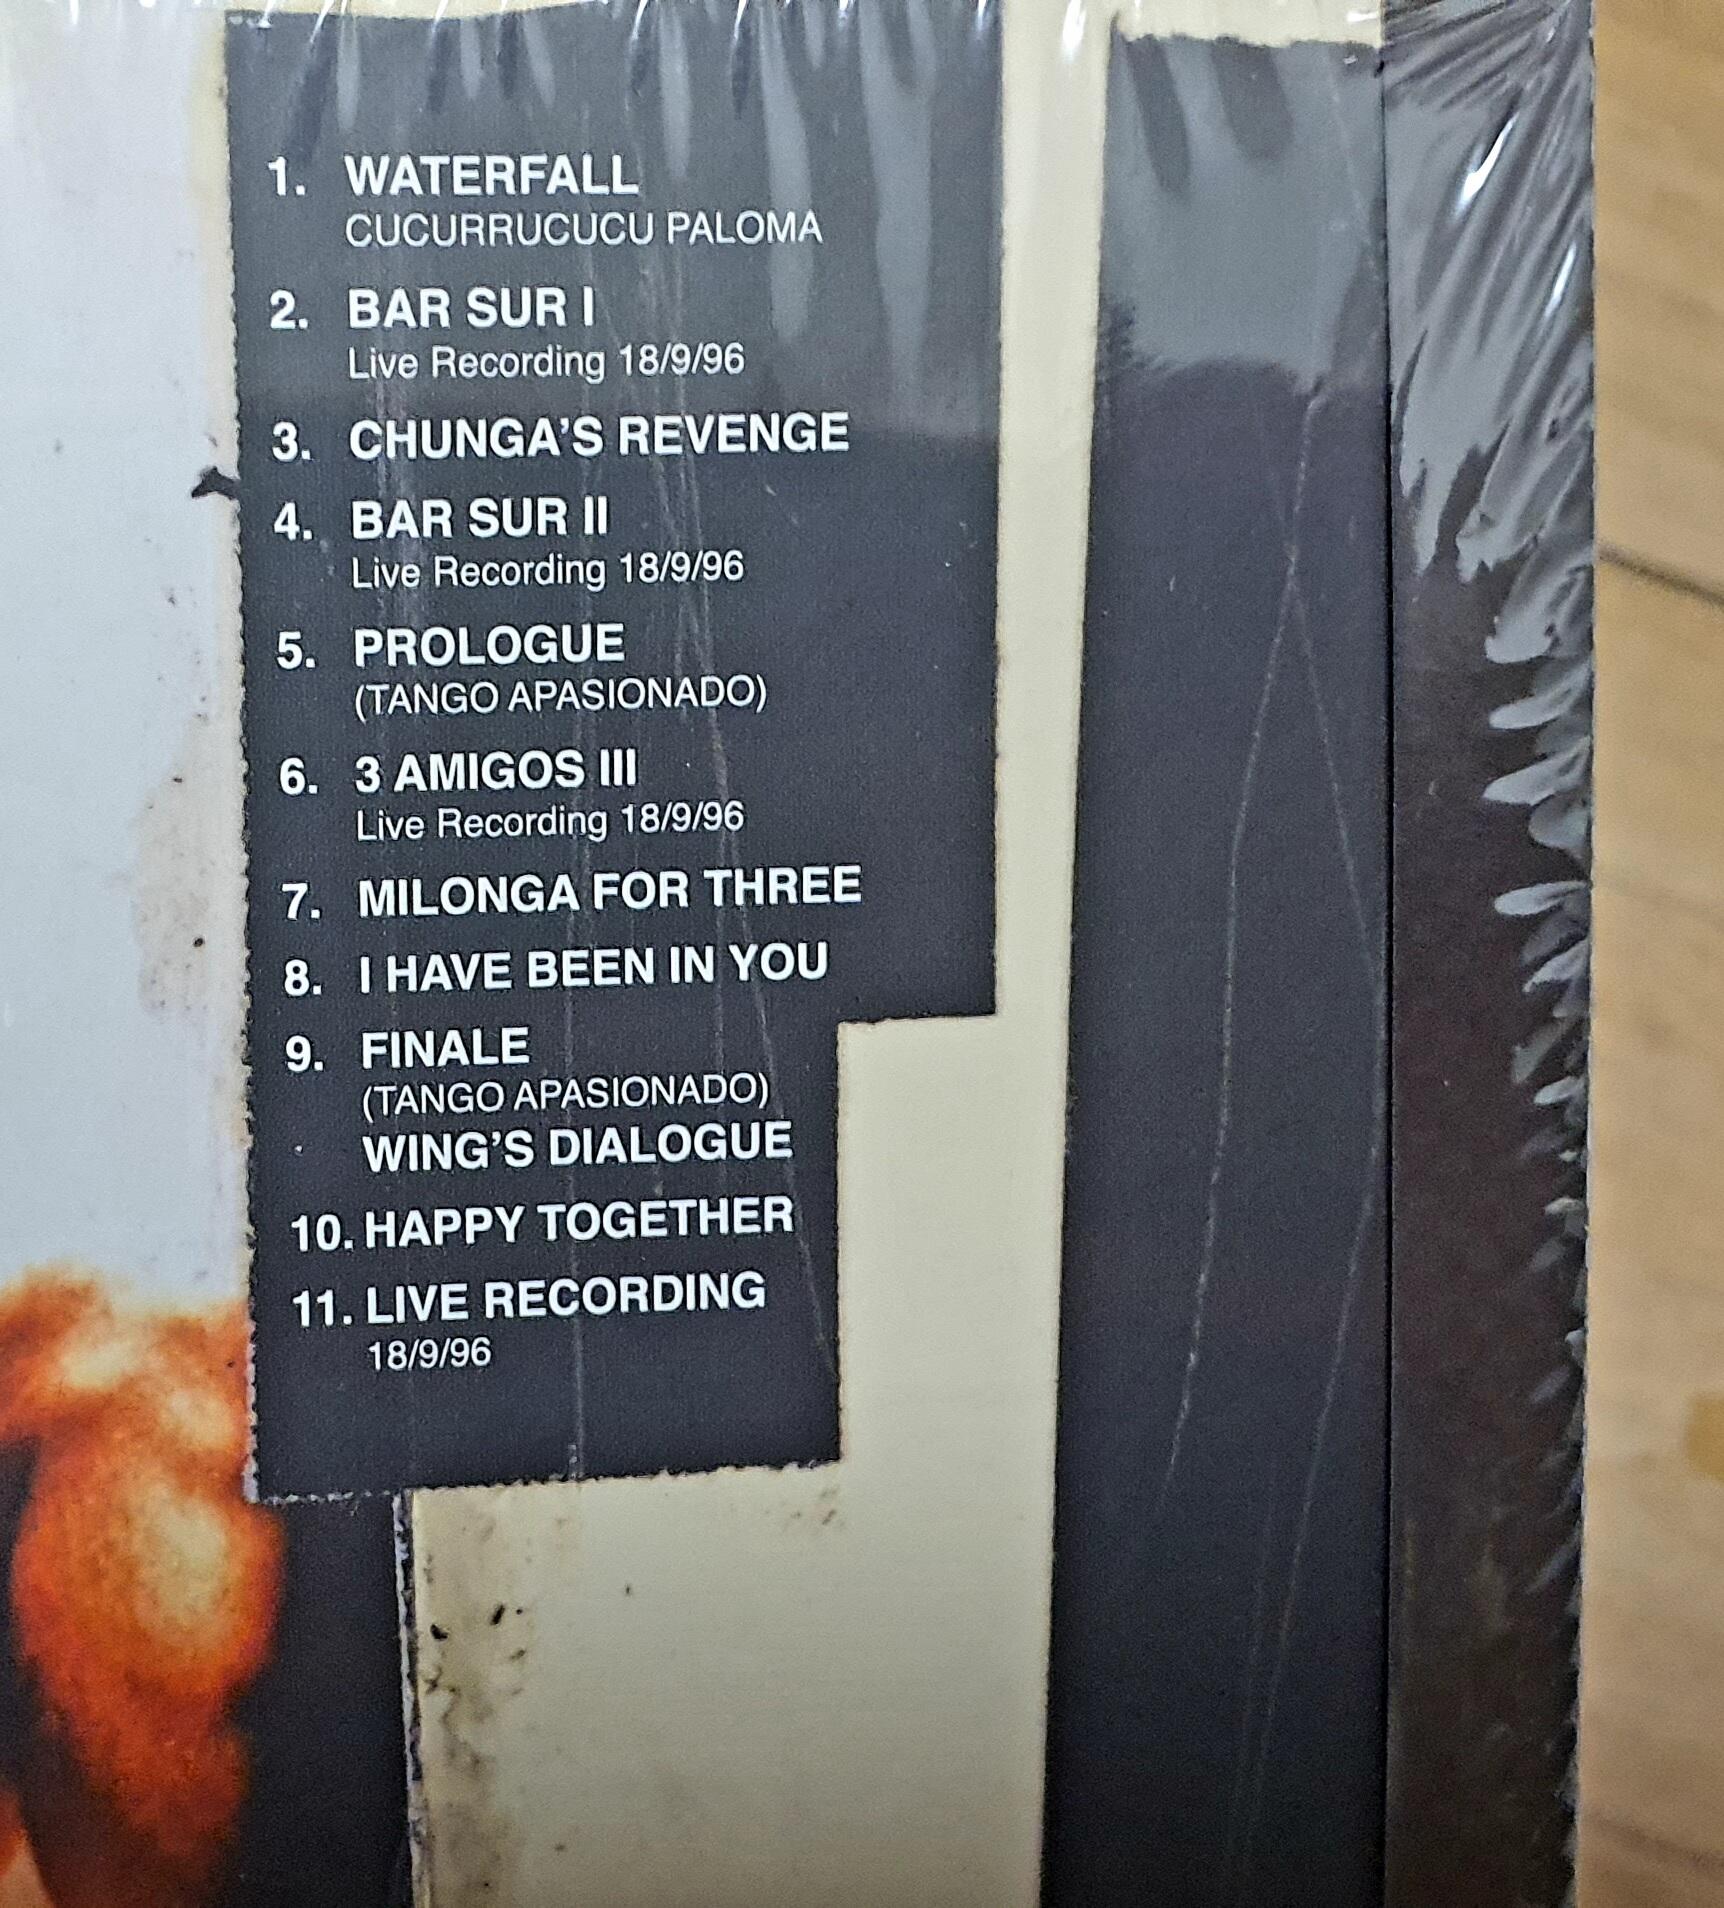 1. WATERFALL
CUCURRUCUCU PALOMA
2. BAR SUR I
Live Recording 18/9/96
3. CHUNGA'S REVENGE
4. BAR SUR II
Live Recording 18/9/96
5. PROLOGUE
(TANGO APASIONADO)
6. 3 AMIGOS III
Live Recording 18/9/96
7. MILONGA FOR THREE
8. I HAVE BEEN IN YOU
9. FINALE
(TANGO APASIONADO)
WING'S DIALOGUE
10. HAPPY TOGETHER
11. LIVE RECORDING
18/9/96